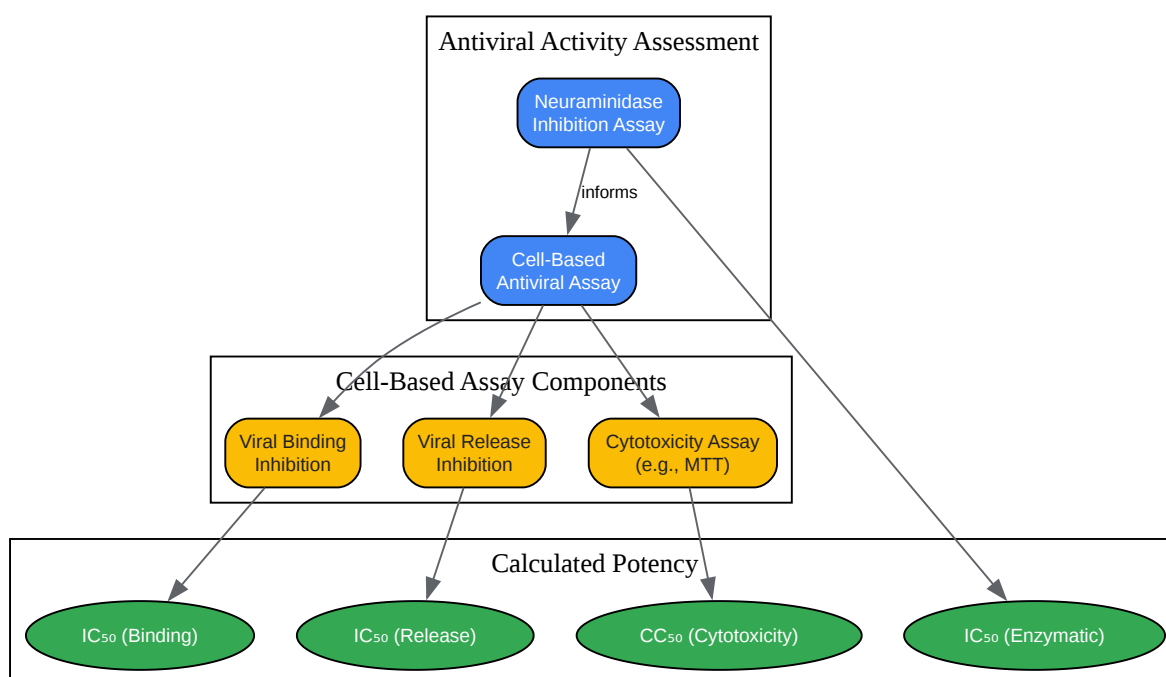 Antiviral Activity Assessment
Neuraminidase
Inhibition Assay
informs
Cell-Based
Antiviral Assay
Cell-Based Assay Components
Viral Binding
Inhibition
Viral Release
Inhibition
Cytotoxicity Assay
(e.g., MTT)
Calculated Potency
IC₅₀ (Binding)
IC₅₀ (Release)
CC₅₀ (Cytotoxicity)
IC₅₀ (Enzymatic)